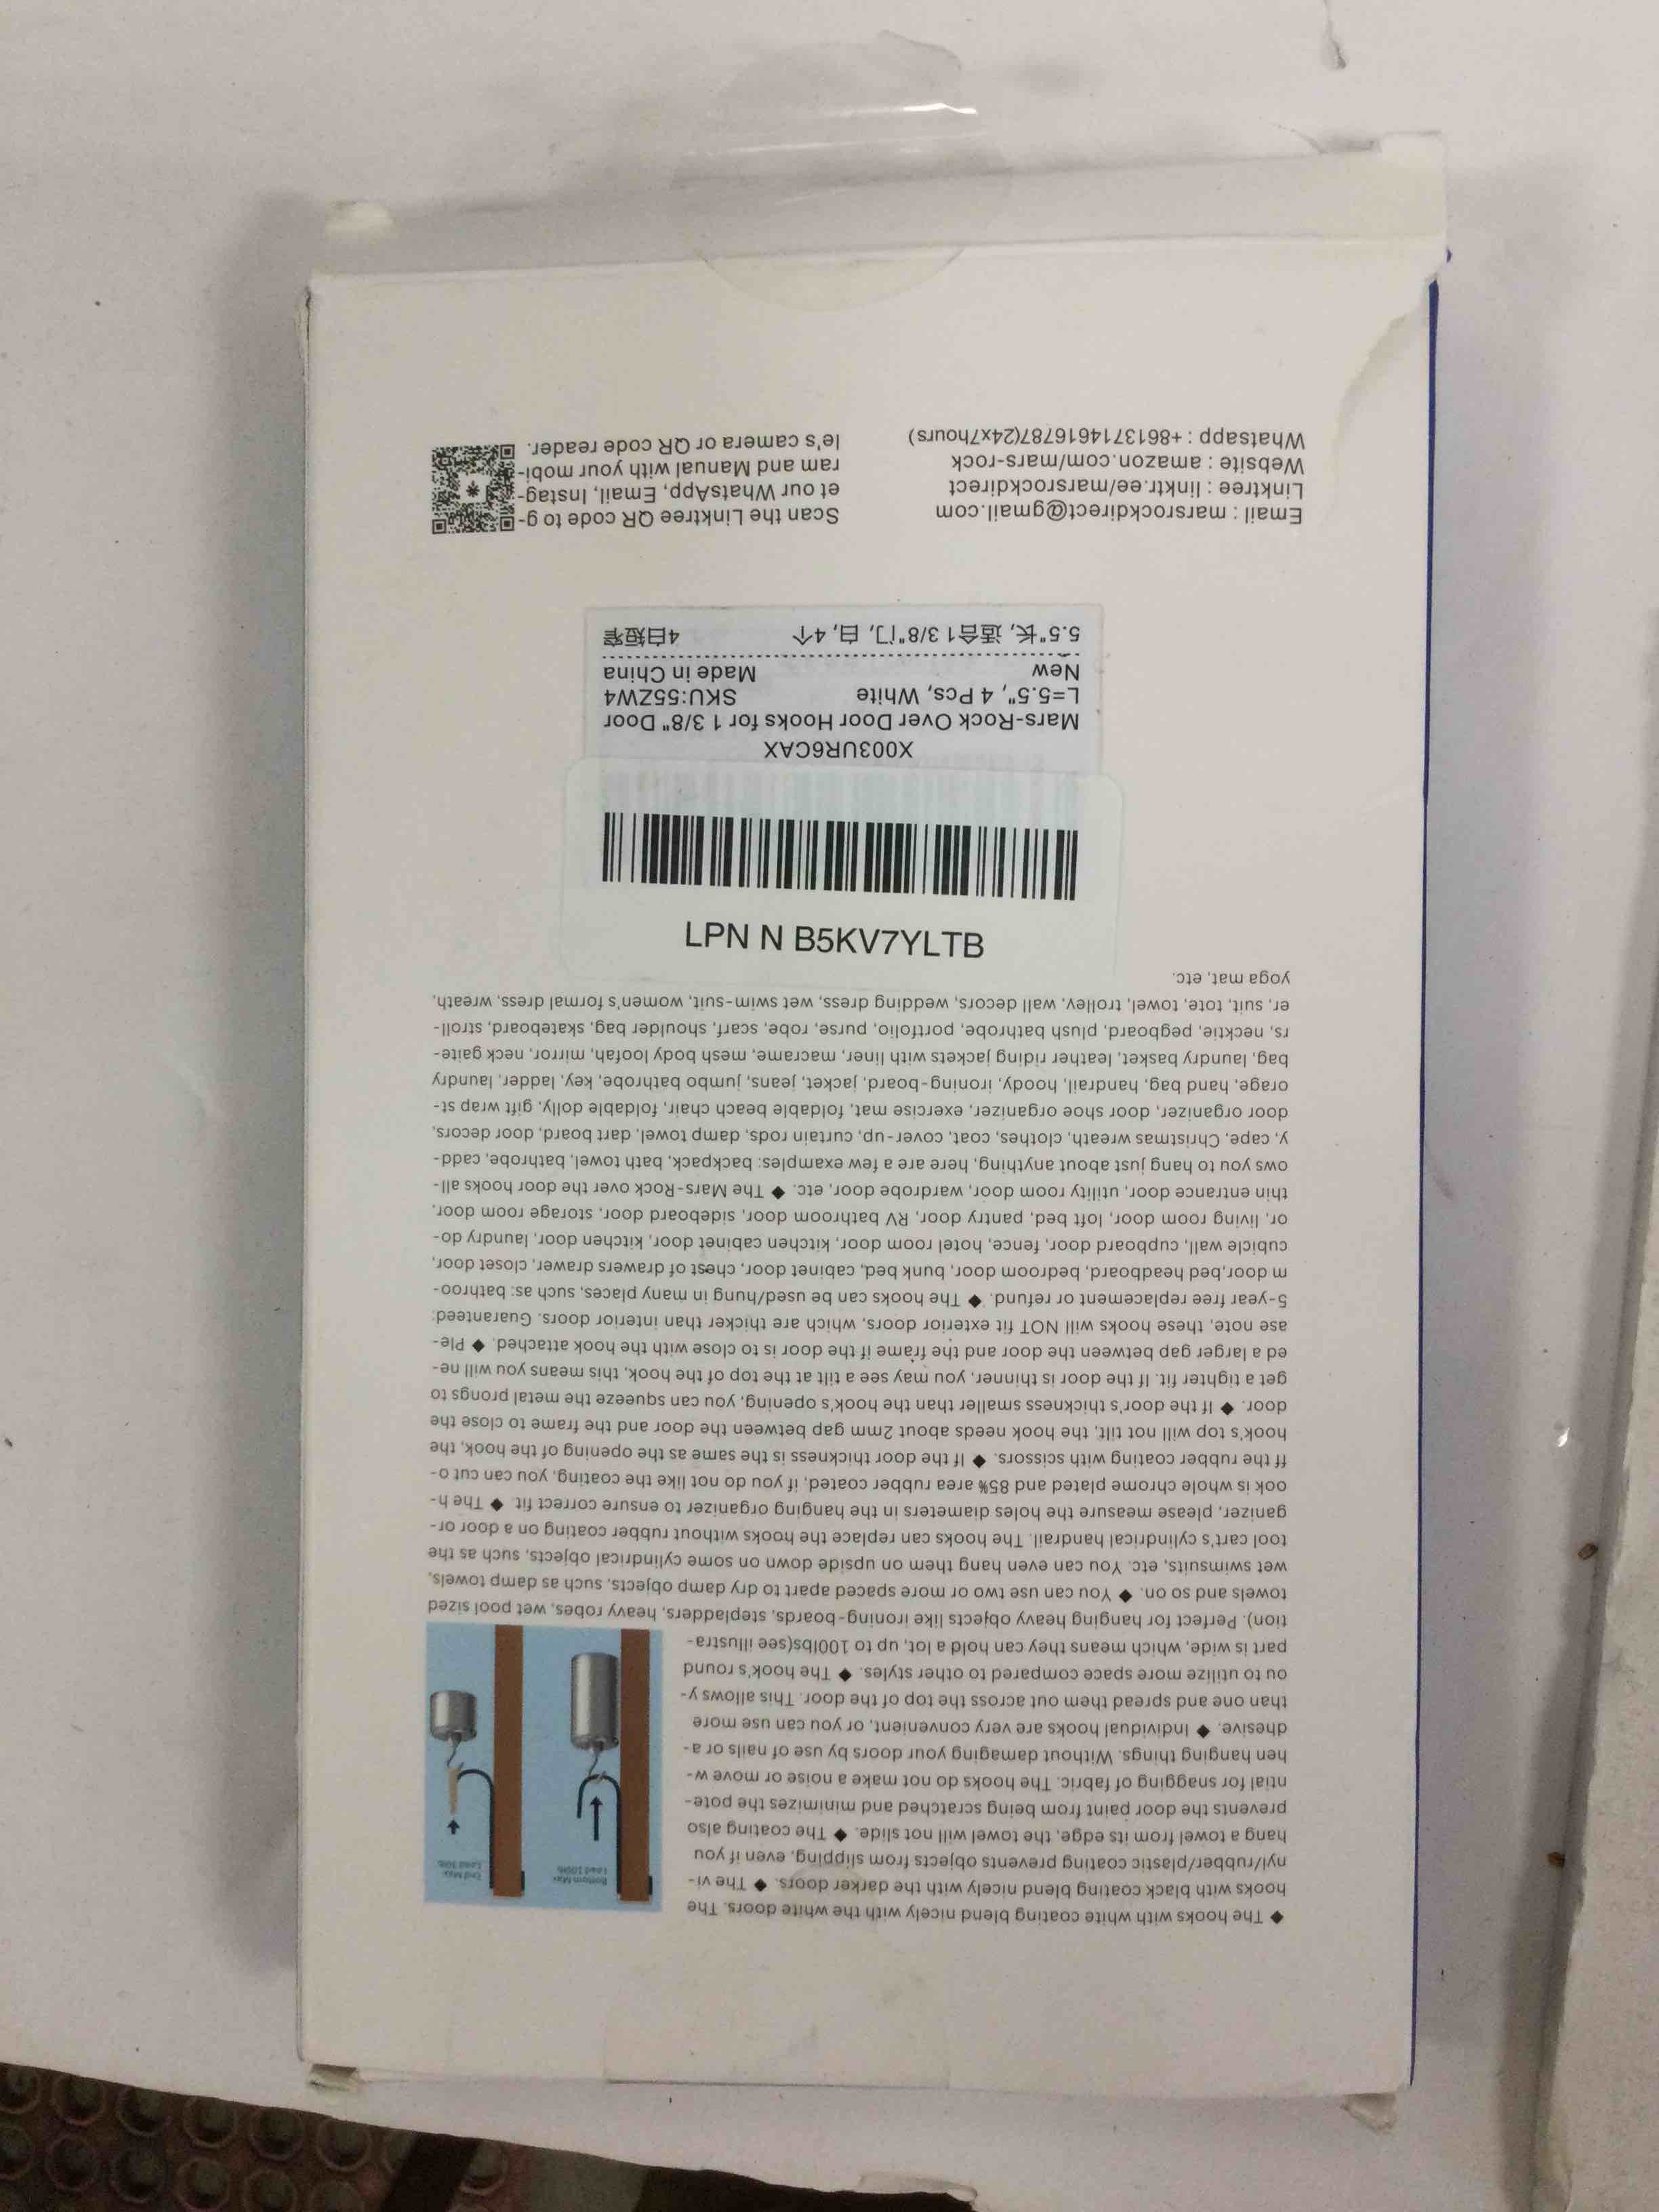 ◆ The hooks with white coating blend nicely with the white doors. The
hooks with black coating blend nicely with the darker doors. ◆ The vi-
nyl/rubber/plastic coating prevents objects from slipping, even if you
hang a towel from its edge, the towel will not slide. ◆ The coating also
prevents the door paint from being scratched and minimizes the pote-
ntial for snagging of fabric. The hooks do not make a noise or move w-
hen hanging things. Without damaging your doors by use of nails or a-
dhesive. ◆ Individual hooks are very convenient, or you can use more
than one and spread them out across the top of the door. This allows y-
ou to utilize more space compared to other styles. ◆ The hook's round
part is wide, which means they can hold a lot, up to 100lbs(see illustra-
tion). Perfect for hanging heavy objects like ironing-boards, stepladders, heavy robes, wet pool sized
towels and so on. ◆ You can use two or more spaced apart to dry damp objects, such as damp towels,
wet swimsuits, etc. You can even hang them on upside down on some cylindrical objects, such as the
tool cart's cylindrical handrail. The hooks can replace the hooks without rubber coating on a door or-
ganizer, please measure the holes diameters in the hanging organizer to ensure correct fit. ◆ The h-
ook is whole chrome plated and 85% area rubber coated, if you do not like the coating, you can cut o-
ff the rubber coating with scissors. ◆ If the door thickness is the same as the opening of the hook, the
hook's top will not tilt, the hook needs about 2mm gap between the door and the frame to close the
door. ◆ If the door's thickness smaller than the hook's opening, you can squeeze the metal prongs to
get a tighter fit. If the door is thinner, you may see a tilt at the top of the hook, this means you will ne-
ed a larger gap between the door and the frame if the door is to close with the hook attached. ◆ Ple-
ase note, these hooks will NOT fit exterior doors, which are thicker than interior doors. Guaranteed:
5-year free replacement or refund. ◆ The hooks can be used/hung in many places, such as: bathroo-
m door,bed headboard, bedroom door, bunk bed, cabinet door, chest of drawers drawer, closet door,
cubicle wall, cupboard door, fence, hotel room door, kitchen cabinet door, kitchen door, laundry do-
or, living room door, loft bed, pantry door, RV bathroom door, sideboard door, storage room door,
thin entrance door, utility room door, wardrobe door, etc. ◆ The Mars-Rock over the door hooks all-
ows you to hang just about anything, here are a few examples: backpack, bath towel, bathrobe, cadd-
y, cape, Christmas wreath, clothes, coat, cover-up, curtain rods, damp towel, dart board, door decors,
door organizer, door shoe organizer, exercise mat, foldable beach chair, foldable dolly, gift wrap st-
orage, hand bag, handrail, hoody, ironing-board, jacket, jeans, jumbo bathrobe, key, ladder, laundry
bag, laundry basket, leather riding jackets with liner, macrame, mesh body loofah, mirror, neck gaite-
rs, necktie, pegboard, plush bathrobe, portfolio, purse, robe, scarf, shoulder bag, skateboard, stroll-
er, suit, tote, towel, trolley, wall decors, wedding dress, wet swim-suit, women's formal dress, wreath,
yoga mat, etc.
Bottom Max
Load 100lb
End Max
Load 30lb
LPN N B5KV7YLTB
X003UR6CAX
Mars-Rock Over Door Hooks for 1 3/8" Door
L=5.5", 4 Pcs, White SKU:55ZW4
New Made in China
5.5"长, 适合1 3/8"门, 白, 4个 4白短窄
Email : marsrockdirect@gmail.com
Linktree : linktr.ee/marsrockdirect
Website : amazon.com/mars-rock
Whatsapp : +8613714616787(24x7hours)
Scan the Linktree QR code to g-
et our WhatsApp, Email, Instag-
ram and Manual with your mobi-
le's camera or QR code reader.